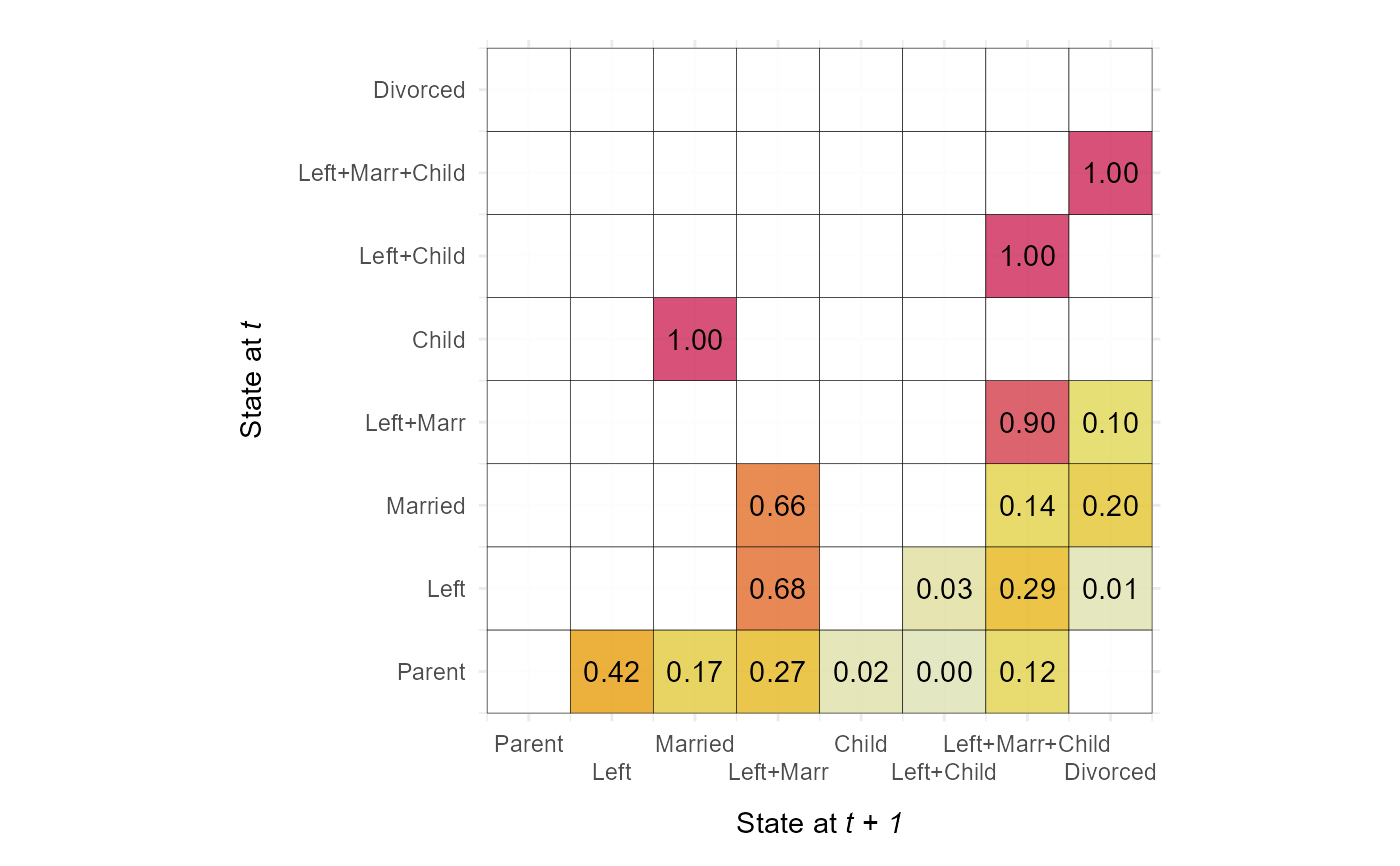 Divorced
Left+Marr+Child 1.00
Left+Child 1.00
Child 1.00
Left+Marr 0.90 0.10
Married 0.66 0.14 0.20
Left 0.68 0.03 0.29 0.01
Parent 0.42 0.17 0.27 0.02 0.00 0.12
Parent Married Child Left+Marr+Child
Left Left+Marr Left+Child Divorced
State at t + 1
State at t